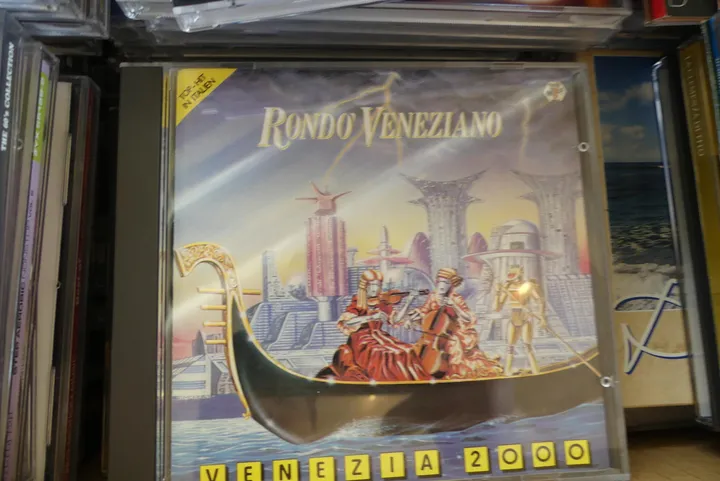 TOP-HIT
IN ITALIEN
RONDO' VENEZIANO
VENEZIA 2000
THE 80's COLLECTION